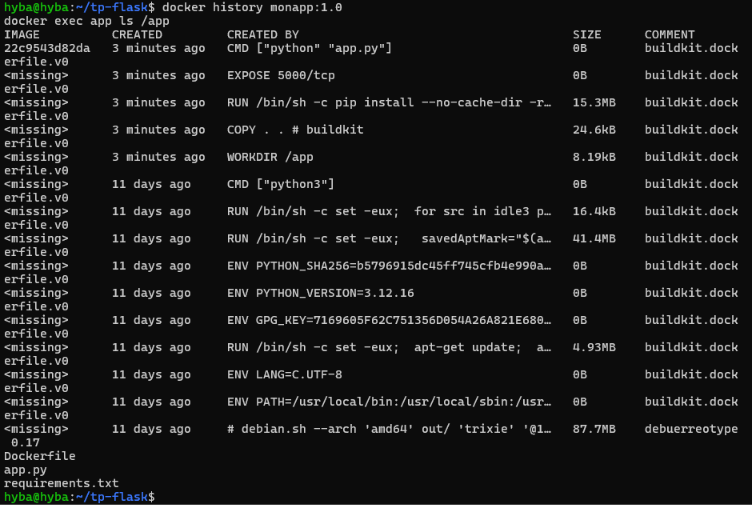 hyba@hyba:~/tp-flask$ docker history monapp:1.0
docker exec app ls /app
IMAGE CREATED CREATED BY SIZE COMMENT
22c9543d82da 3 minutes ago CMD ["python" "app.py"] 0B buildkit.dock
erfile.v0
<missing> 3 minutes ago EXPOSE 5000/tcp 0B buildkit.dock
erfile.v0
<missing> 3 minutes ago RUN /bin/sh -c pip install --no-cache-dir -r… 15.3MB buildkit.dock
erfile.v0
<missing> 3 minutes ago COPY . . # buildkit 24.6kB buildkit.dock
erfile.v0
<missing> 3 minutes ago WORKDIR /app 8.19kB buildkit.dock
erfile.v0
<missing> 11 days ago CMD ["python3"] 0B buildkit.dock
erfile.v0
<missing> 11 days ago RUN /bin/sh -c set -eux; for src in idle3 p… 16.4kB buildkit.dock
erfile.v0
<missing> 11 days ago RUN /bin/sh -c set -eux; savedAptMark="$(a… 41.4MB buildkit.dock
erfile.v0
<missing> 11 days ago ENV PYTHON_SHA256=b5796915dc45ff745cfb4e990a… 0B buildkit.dock
erfile.v0
<missing> 11 days ago ENV PYTHON_VERSION=3.12.16 0B buildkit.dock
erfile.v0
<missing> 11 days ago ENV GPG_KEY=7169605F62C751356D054A26A821E680… 0B buildkit.dock
erfile.v0
<missing> 11 days ago RUN /bin/sh -c set -eux; apt-get update; a… 4.93MB buildkit.dock
erfile.v0
<missing> 11 days ago ENV LANG=C.UTF-8 0B buildkit.dock
erfile.v0
<missing> 11 days ago ENV PATH=/usr/local/bin:/usr/local/sbin:/usr… 0B buildkit.dock
erfile.v0
<missing> 11 days ago # debian.sh --arch 'amd64' out/ 'trixie' '@1… 87.7MB debuerreotype
0.17
Dockerfile
app.py
requirements.txt
hyba@hyba:~/tp-flask$